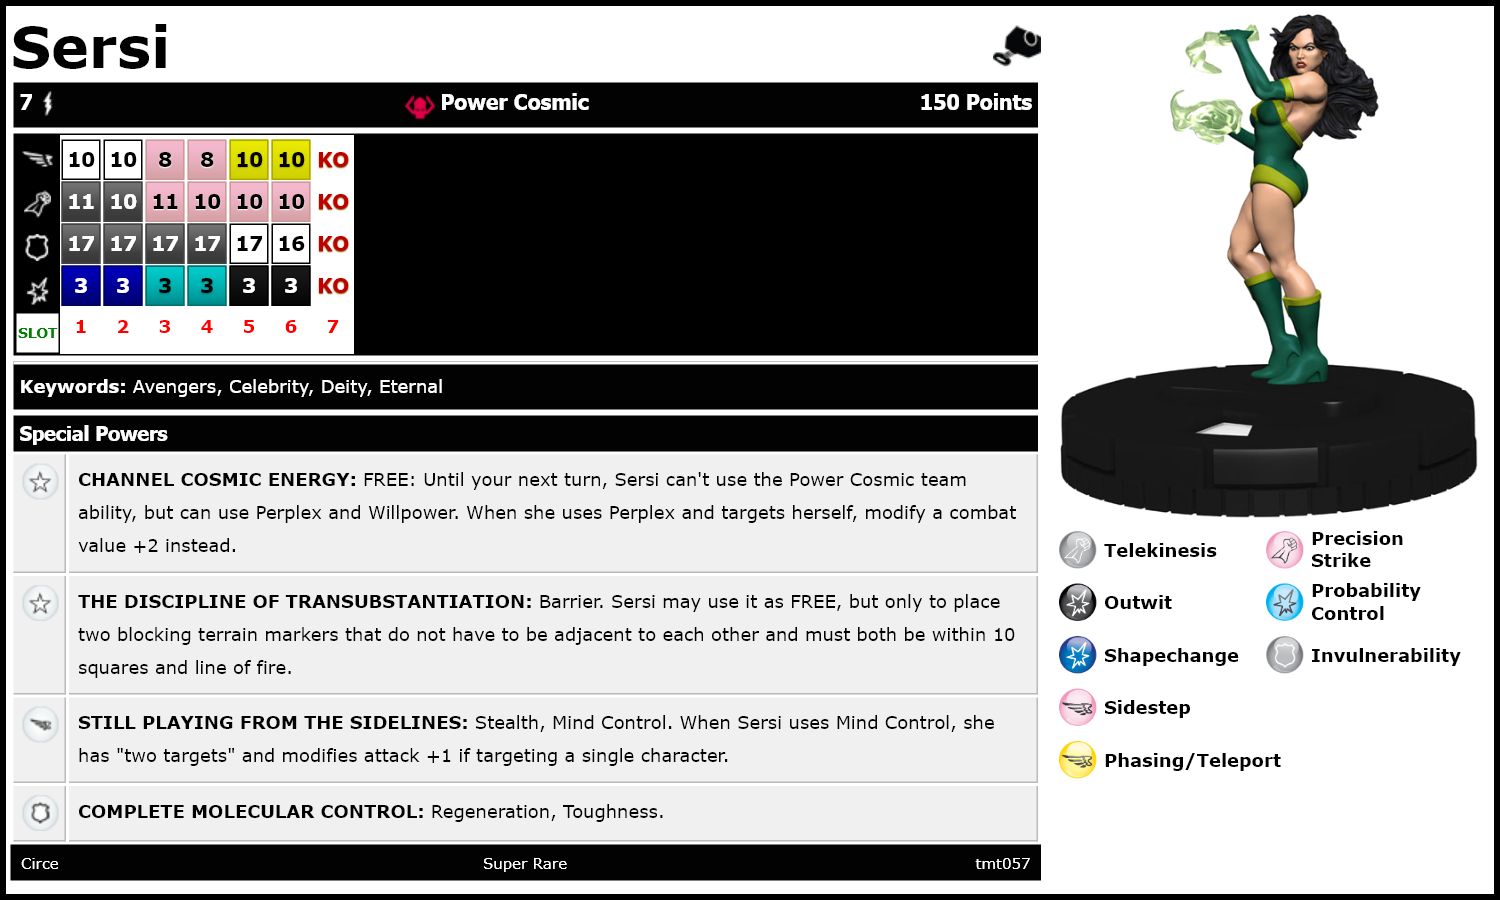 Sersi
7 Power Cosmic 150 Points
10 10 8 8 10 10 KO
11 10 11 10 10 10 KO
17 17 17 17 17 16 KO
3 3 3 3 3 3 KO
SLOT 1 2 3 4 5 6 7
Keywords: Avengers, Celebrity, Deity, Eternal
Special Powers
CHANNEL COSMIC ENERGY: FREE: Until your next turn, Sersi can't use the Power Cosmic team
ability, but can use Perplex and Willpower. When she uses Perplex and targets herself, modify a combat
value +2 instead.
THE DISCIPLINE OF TRANSUBSTANTIATION: Barrier. Sersi may use it as FREE, but only to place
two blocking terrain markers that do not have to be adjacent to each other and must both be within 10
squares and line of fire.
STILL PLAYING FROM THE SIDELINES: Stealth, Mind Control. When Sersi uses Mind Control, she
has "two targets" and modifies attack +1 if targeting a single character.
COMPLETE MOLECULAR CONTROL: Regeneration, Toughness.
Circe Super Rare tmt057
Telekinesis
Precision
Strike
Outwit
Probability
Control
Shapechange
Invulnerability
Sidestep
Phasing/Teleport